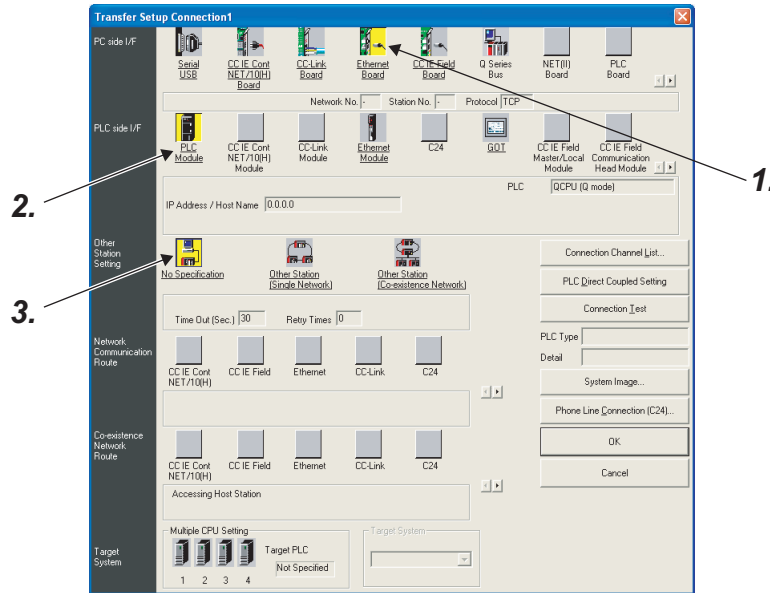 Transfer Setup Connection1
PC side I/F
Serial
USB
CC IE Cont
NET/10(H)
Board
CC-Link
Board
Ethernet
Board
CC IE Field
Board
Q Series
Bus
NET(II)
Board
PLC
Board
Network No. - Station No. - Protocol TCP
1.
PLC side I/F
PLC
Module
CC IE Cont
NET/10(H)
Module
CC-Link
Module
Ethernet
Module
C24
GOT
CC IE Field
Master/Local
Module
CC IE Field
Communication
Head Module
2.
PLC QCPU (Q mode)
IP Address / Host Name 0.0.0.0
Other
Station
Setting
No Specification
Other Station
(Single Network)
Other Station
(Co-existence Network)
3.
Time Out (Sec.) 30 Retry Times 0
Connection Channel List...
PLC Direct Coupled Setting
Connection Test
PLC Type
Detail
System Image...
Phone Line Connection (C24)...
OK
Cancel
Network
Communication
Route
CC IE Cont
NET/10(H)
CC IE Field
Ethernet
CC-Link
C24
Co-existence
Network
Route
CC IE Cont
NET/10(H)
CC IE Field
Ethernet
CC-Link
C24
Accessing Host Station
Target
System
Multiple CPU Setting
1 2 3 4
Target PLC
Not Specified
Target System